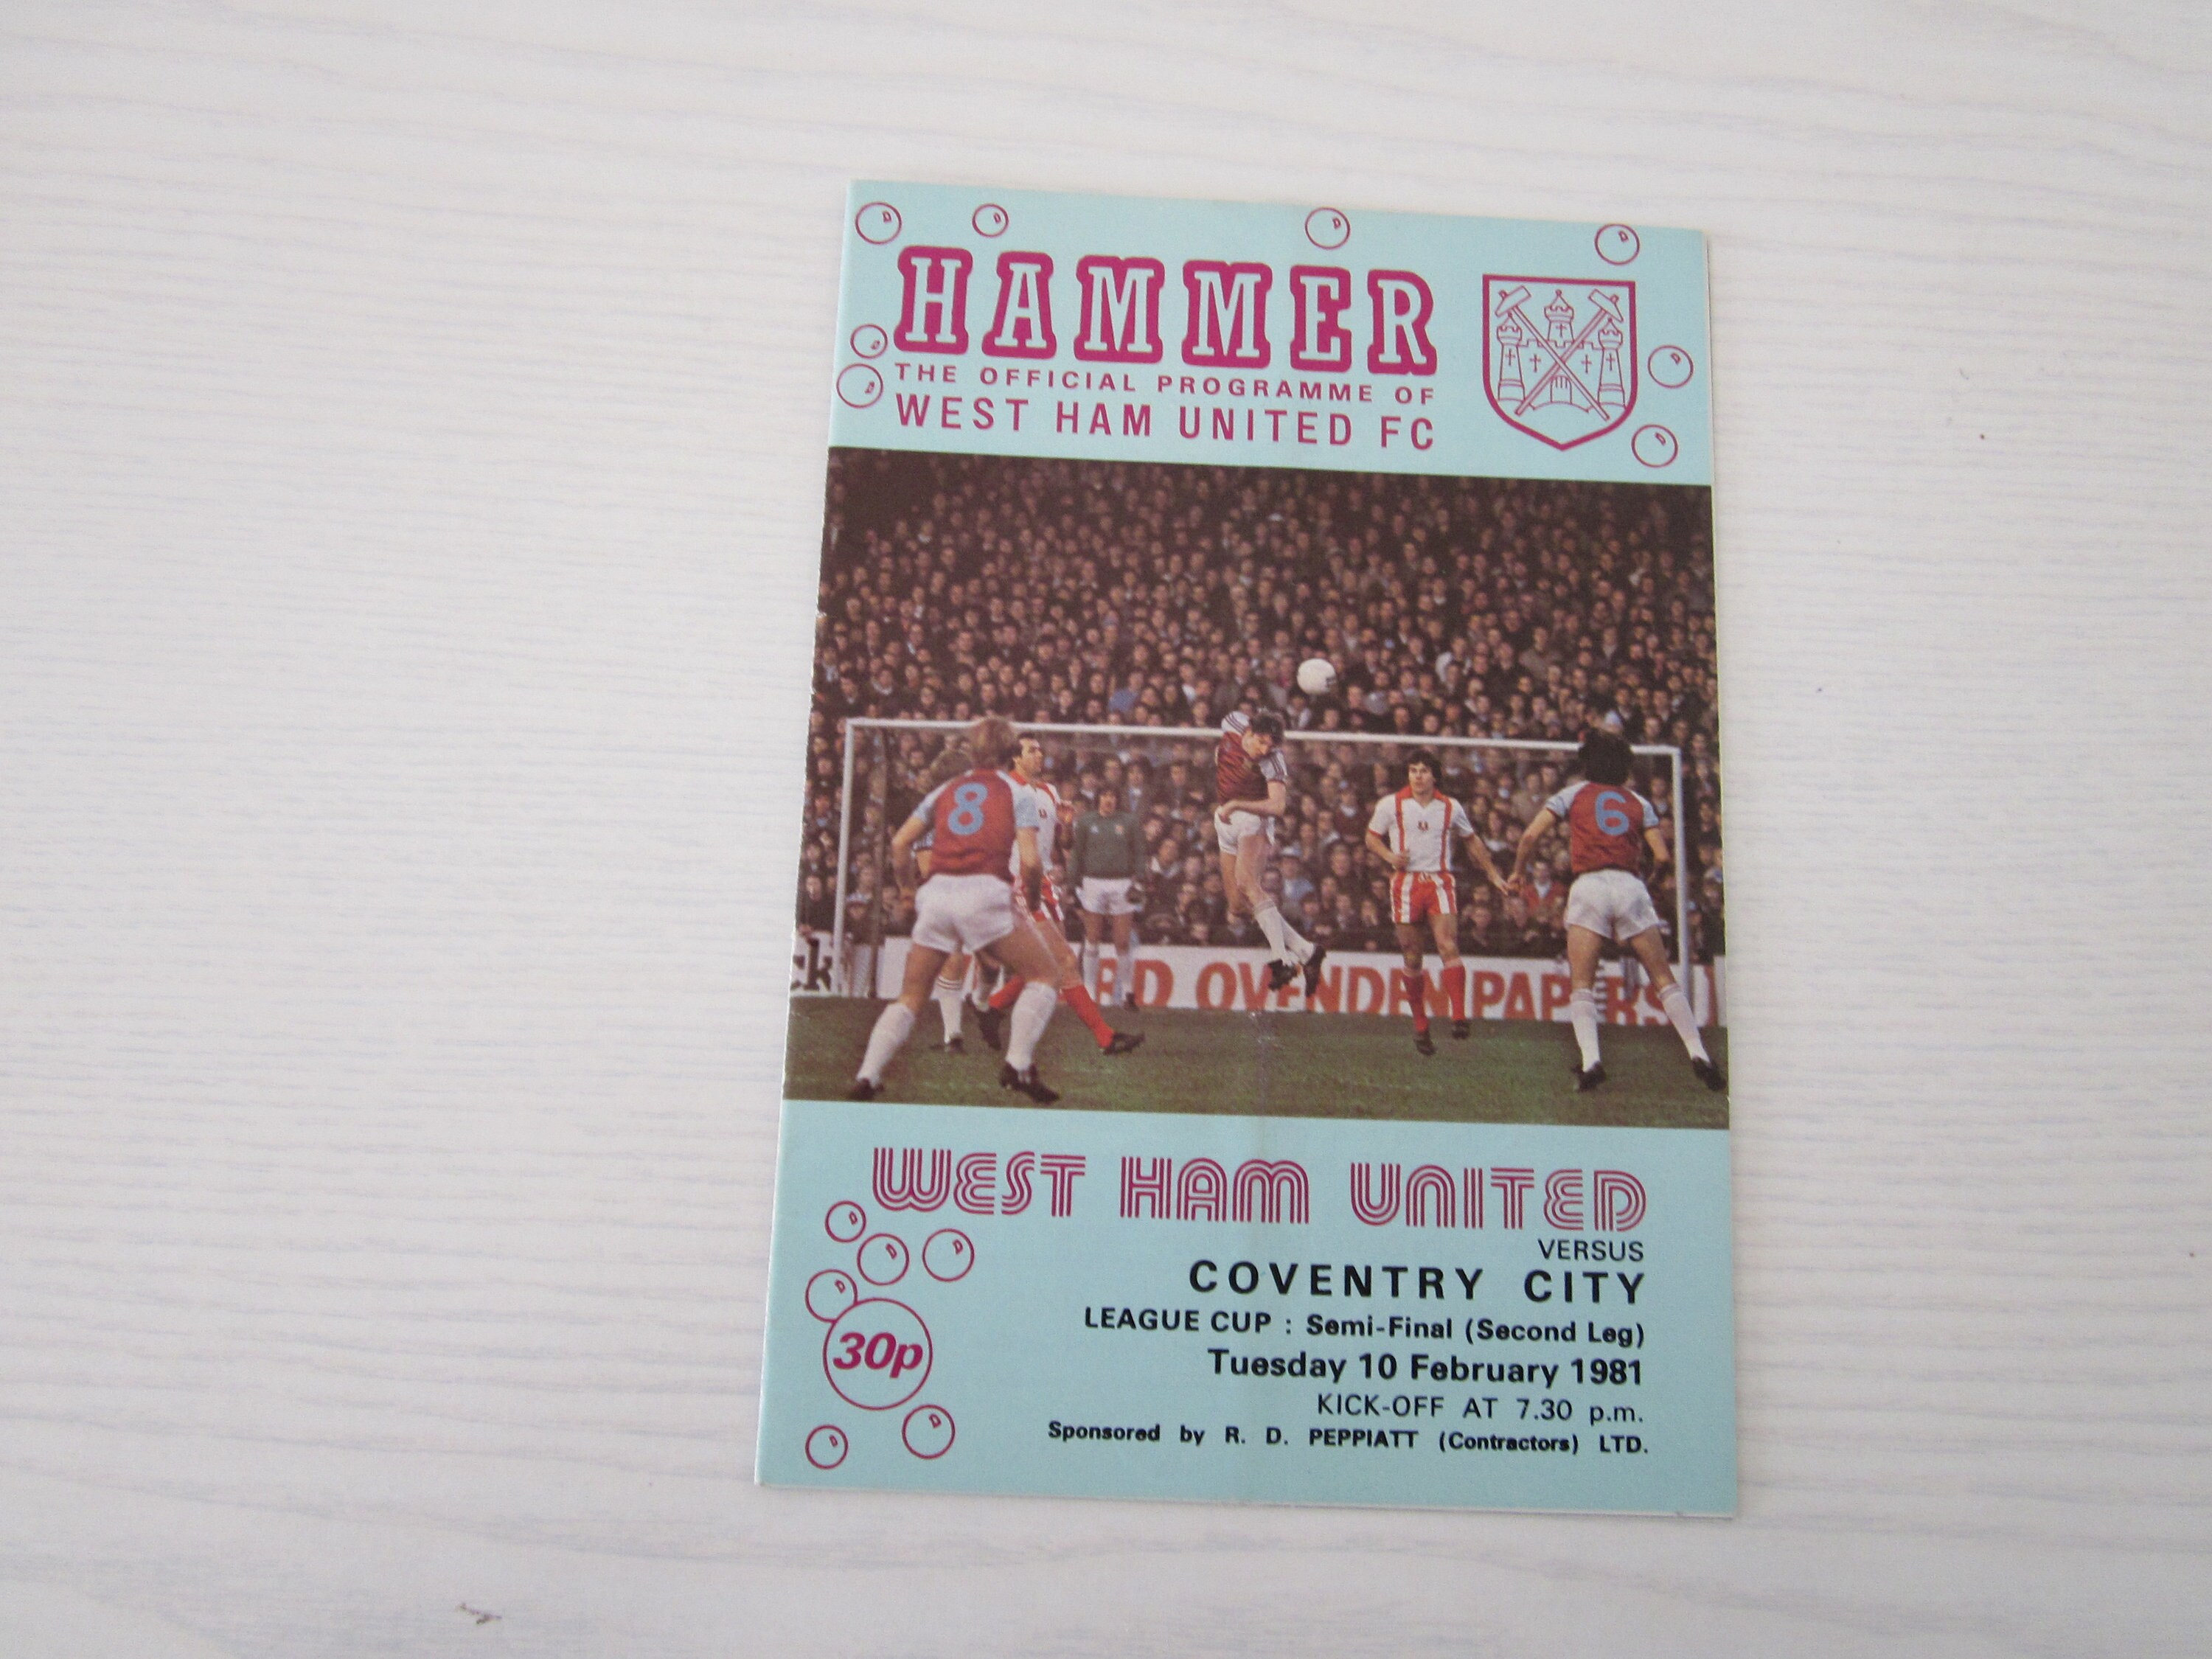 HAMMER
THE OFFICIAL PROGRAMME OF
WEST HAM UNITED FC
8
6
ck
RD OVENDEN PAPERS
WEST HAM UNITED
VERSUS
COVENTRY CITY
LEAGUE CUP : Semi-Final (Second Leg)
30p
Tuesday 10 February 1981
KICK-OFF AT 7.30 p.m.
Sponsored by R. D. PEPPIATT (Contractors) LTD.